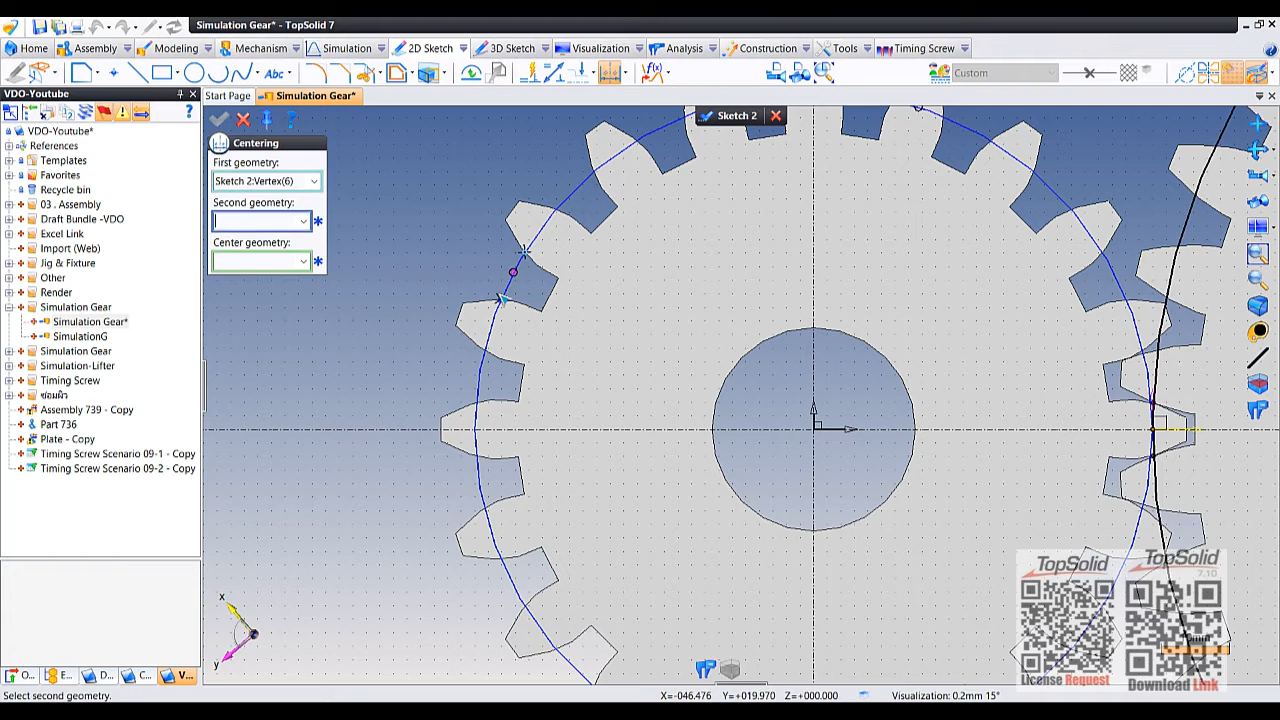 Simulation Gear* - TopSolid 7
Home Assembly Modeling Mechanism Simulation 2D Sketch 3D Sketch Visualization Analysis Construction Tools Timing Screw
Abc f(x) Custom
VDO-Youtube*
Start Page Simulation Gear*
Sketch 2
VDO-Youtube*
References
Templates
Favorites
Recycle bin
03 . Assembly
Draft Bundle -VDO
Excel Link
Import (Web)
Jig & Fixture
Other
Render
Simulation Gear
Simulation Gear*
SimulationG
Simulation Gear
Simulation-Lifter
Timing Screw
ซ่อมผิว
Assembly 739 - Copy
Part 736
Plate - Copy
Timing Screw Scenario 09-1 - Copy
Timing Screw Scenario 09-2 - Copy
O... E... D... C... V...
Centering
First geometry:
Sketch 2:Vertex(6)
Second geometry:
Center geometry:
x
y
TopSolid
License Request
TopSolid
7.10
Download Link
Select second geometry.
X=-046.476 Y=+019.970 Z=+000.000 Visualization: 0.2mm 15°